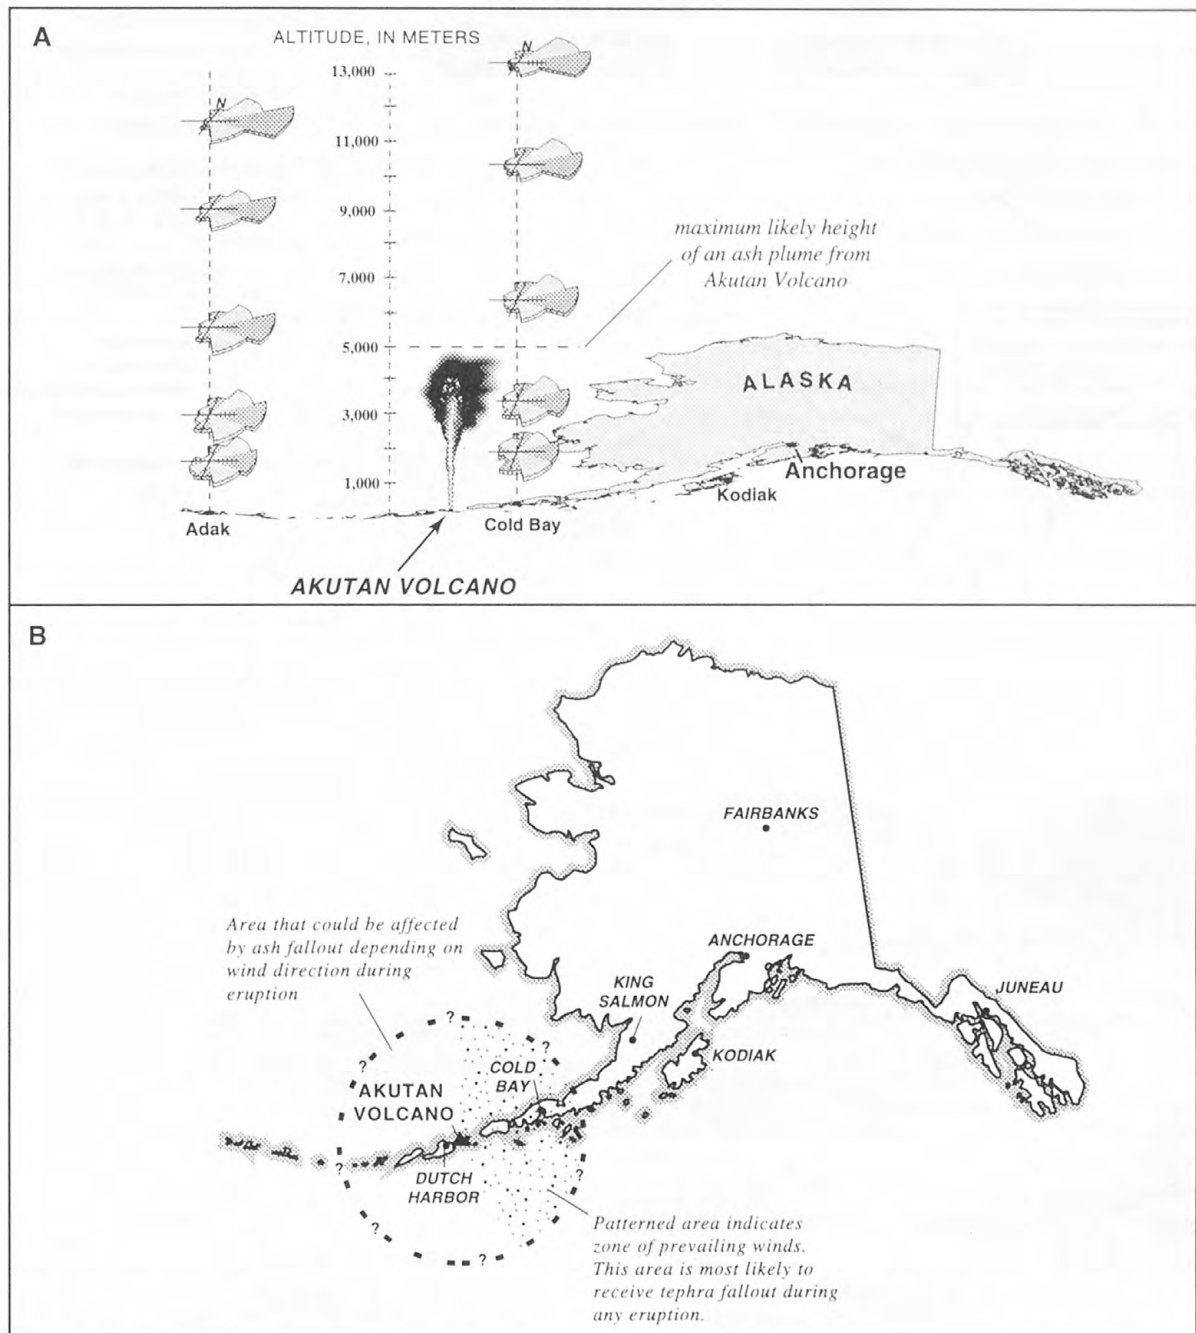 A
ALTITUDE, IN METERS
13,000
11,000
9,000
7,000
5,000
3,000
1,000
N
N
maximum likely height
of an ash plume from
Akutan Volcano
ALASKA
Anchorage
Kodiak
Adak
Cold Bay
AKUTAN VOLCANO
B
FAIRBANKS
Area that could be affected
by ash fallout depending on
wind direction during
eruption
ANCHORAGE
KING
SALMON
JUNEAU
KODIAK
?
?
?
?
COLD
BAY
AKUTAN
VOLCANO
?
?
DUTCH
HARBOR
?
?
Patterned area indicates
zone of prevailing winds.
This area is most likely to
receive tephra fallout during
any eruption.